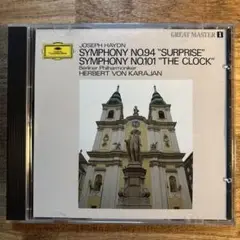 GREAT MASTER 1
JOSEPH HAYDN
SYMPHONY NO.94 "SURPRISE"
SYMPHONY NO.101 "THE CLOCK"
Berliner Philharmoniker
HERBERT VON KARAJAN